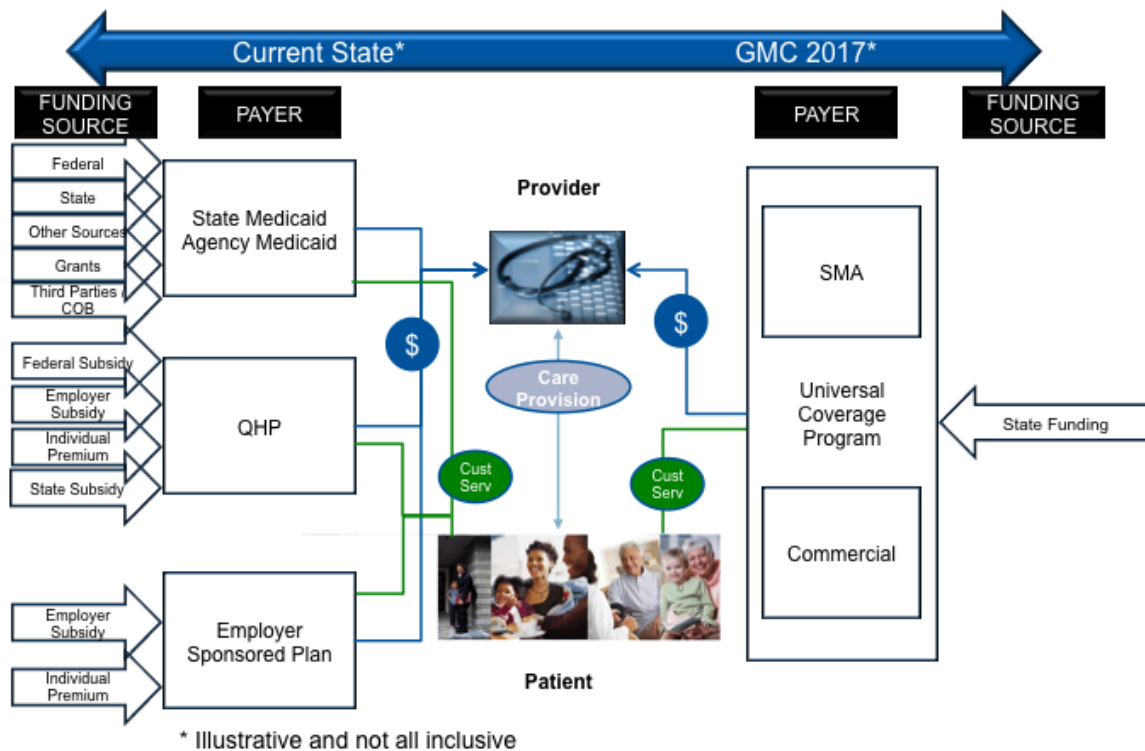 Current State*
GMC 2017*
FUNDING
SOURCE
PAYER
PAYER
FUNDING
SOURCE
Federal
State
Other Sources
Grants
Third Parties /
COB
State Medicaid
Agency Medicaid
Federal Subsidy
Employer
Subsidy
Individual
Premium
State Subsidy
QHP
Employer
Subsidy
Individual
Premium
Employer
Sponsored Plan
$
Cust
Serv
Provider
Care
Provision
Patient
$
Cust
Serv
SMA
Universal
Coverage
Program
Commercial
State Funding
* Illustrative and not all inclusive